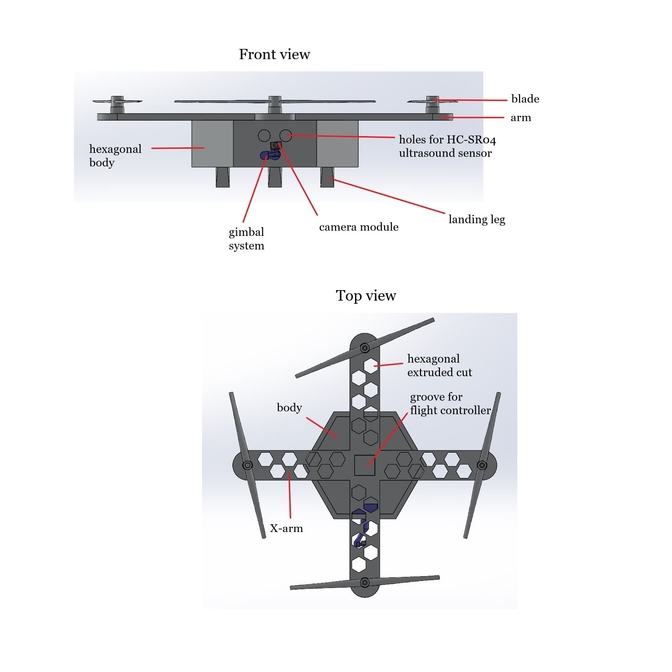 Front view
blade
arm
hexagonal
body
holes for HC-SR04
ultrasound sensor
landing leg
camera module
gimbal
system
Top view
hexagonal
extruded cut
groove for
flight controller
body
X-arm